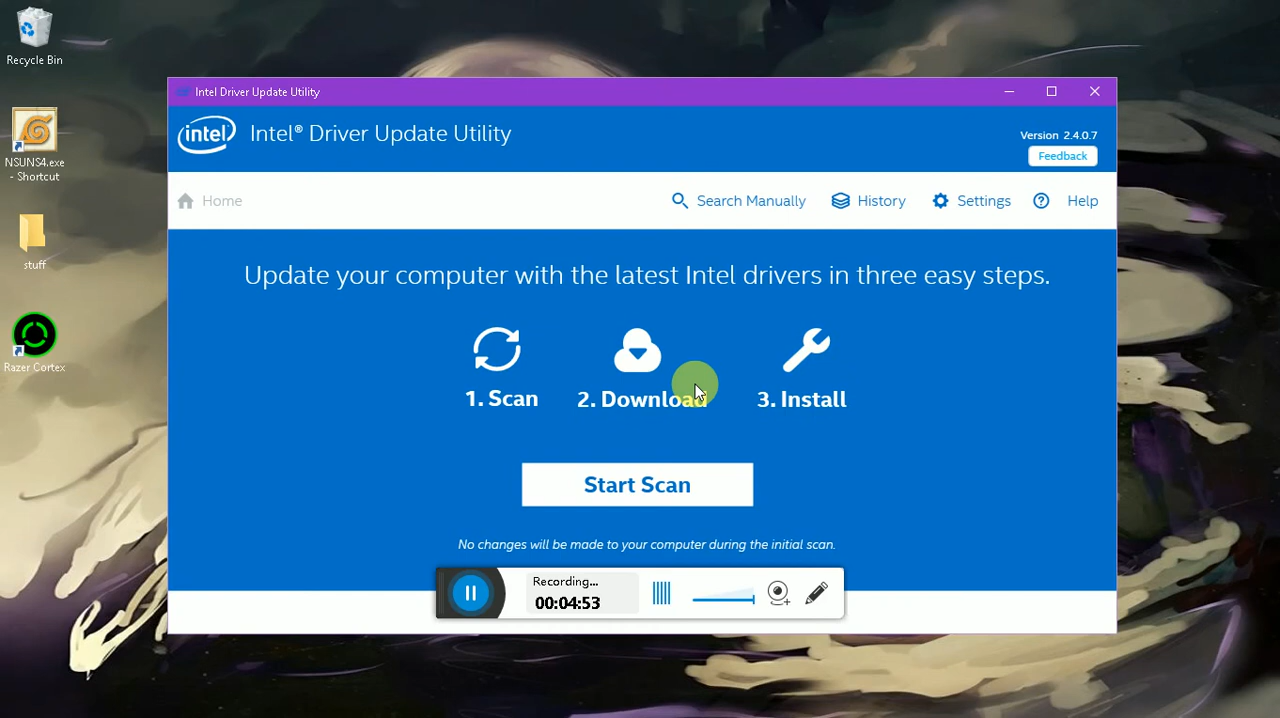 Recycle Bin
NSUNS4.exe
- Shortcut
stuff
Razer Cortex
Intel Driver Update Utility
intel
Intel® Driver Update Utility
Version 2.4.0.7
Feedback
Home
Search Manually
History
Settings
Help
Update your computer with the latest Intel drivers in three easy steps.
1. Scan
2. Download
3. Install
Start Scan
No changes will be made to your computer during the initial scan.
Recording...
00:04:53